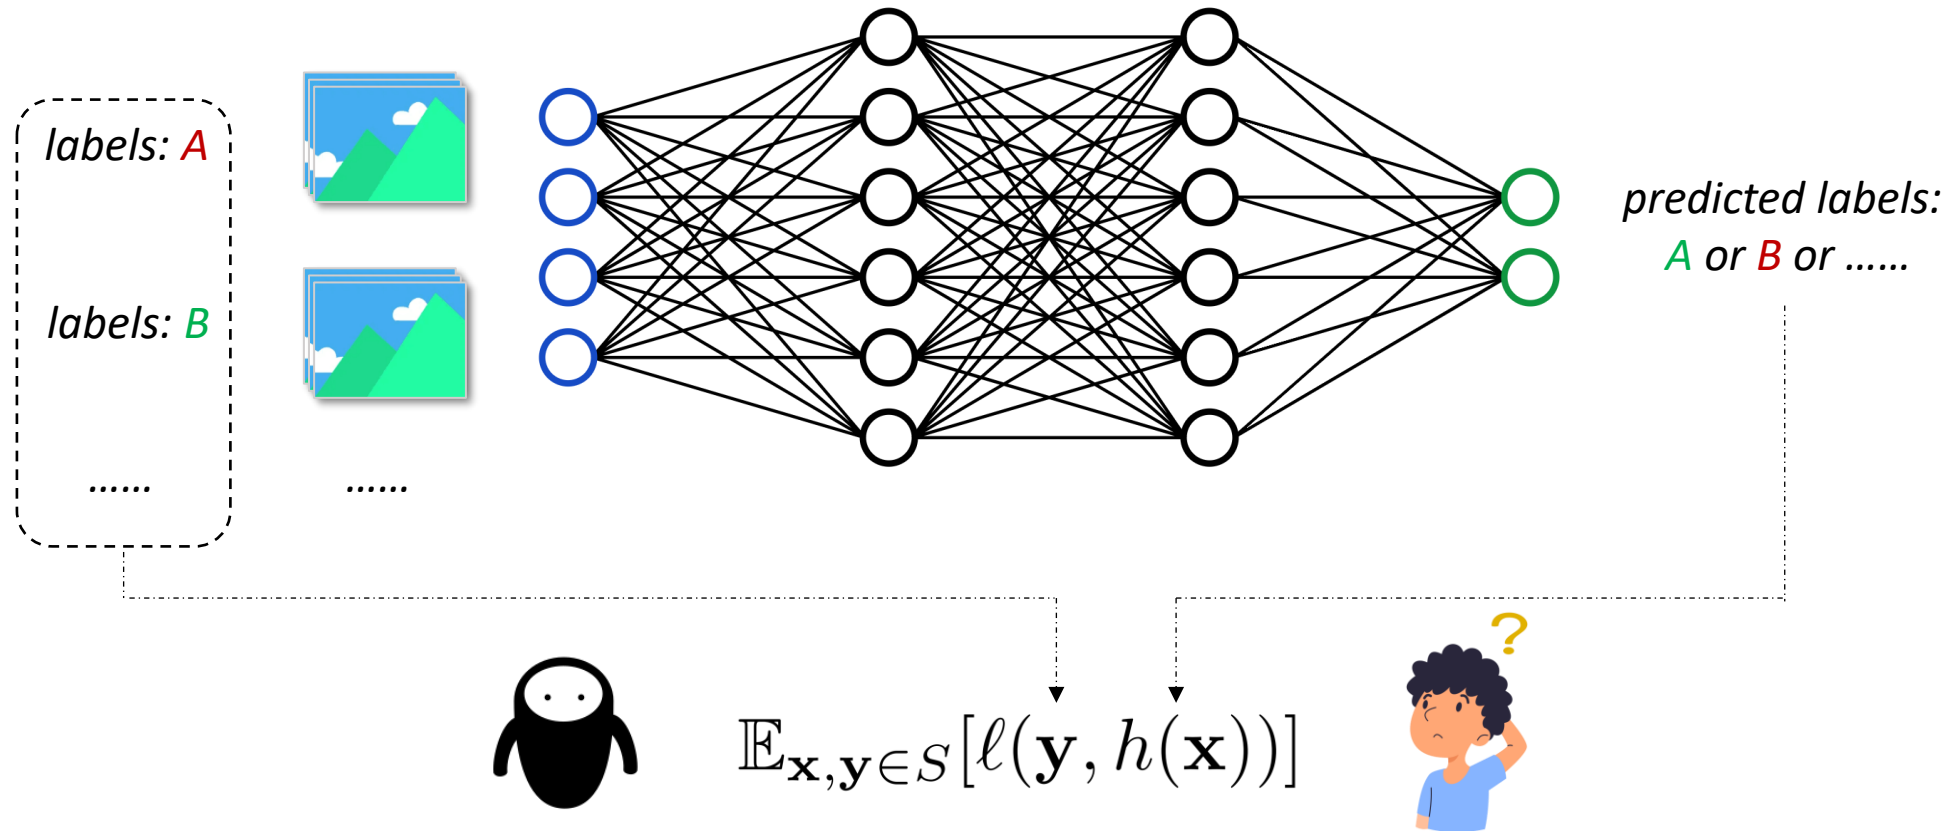 labels: A
labels: B
......
......
predicted labels:
A or B or ......
?
𝔼𝐱,𝐲∈S[ℓ(𝐲, h(𝐱))]